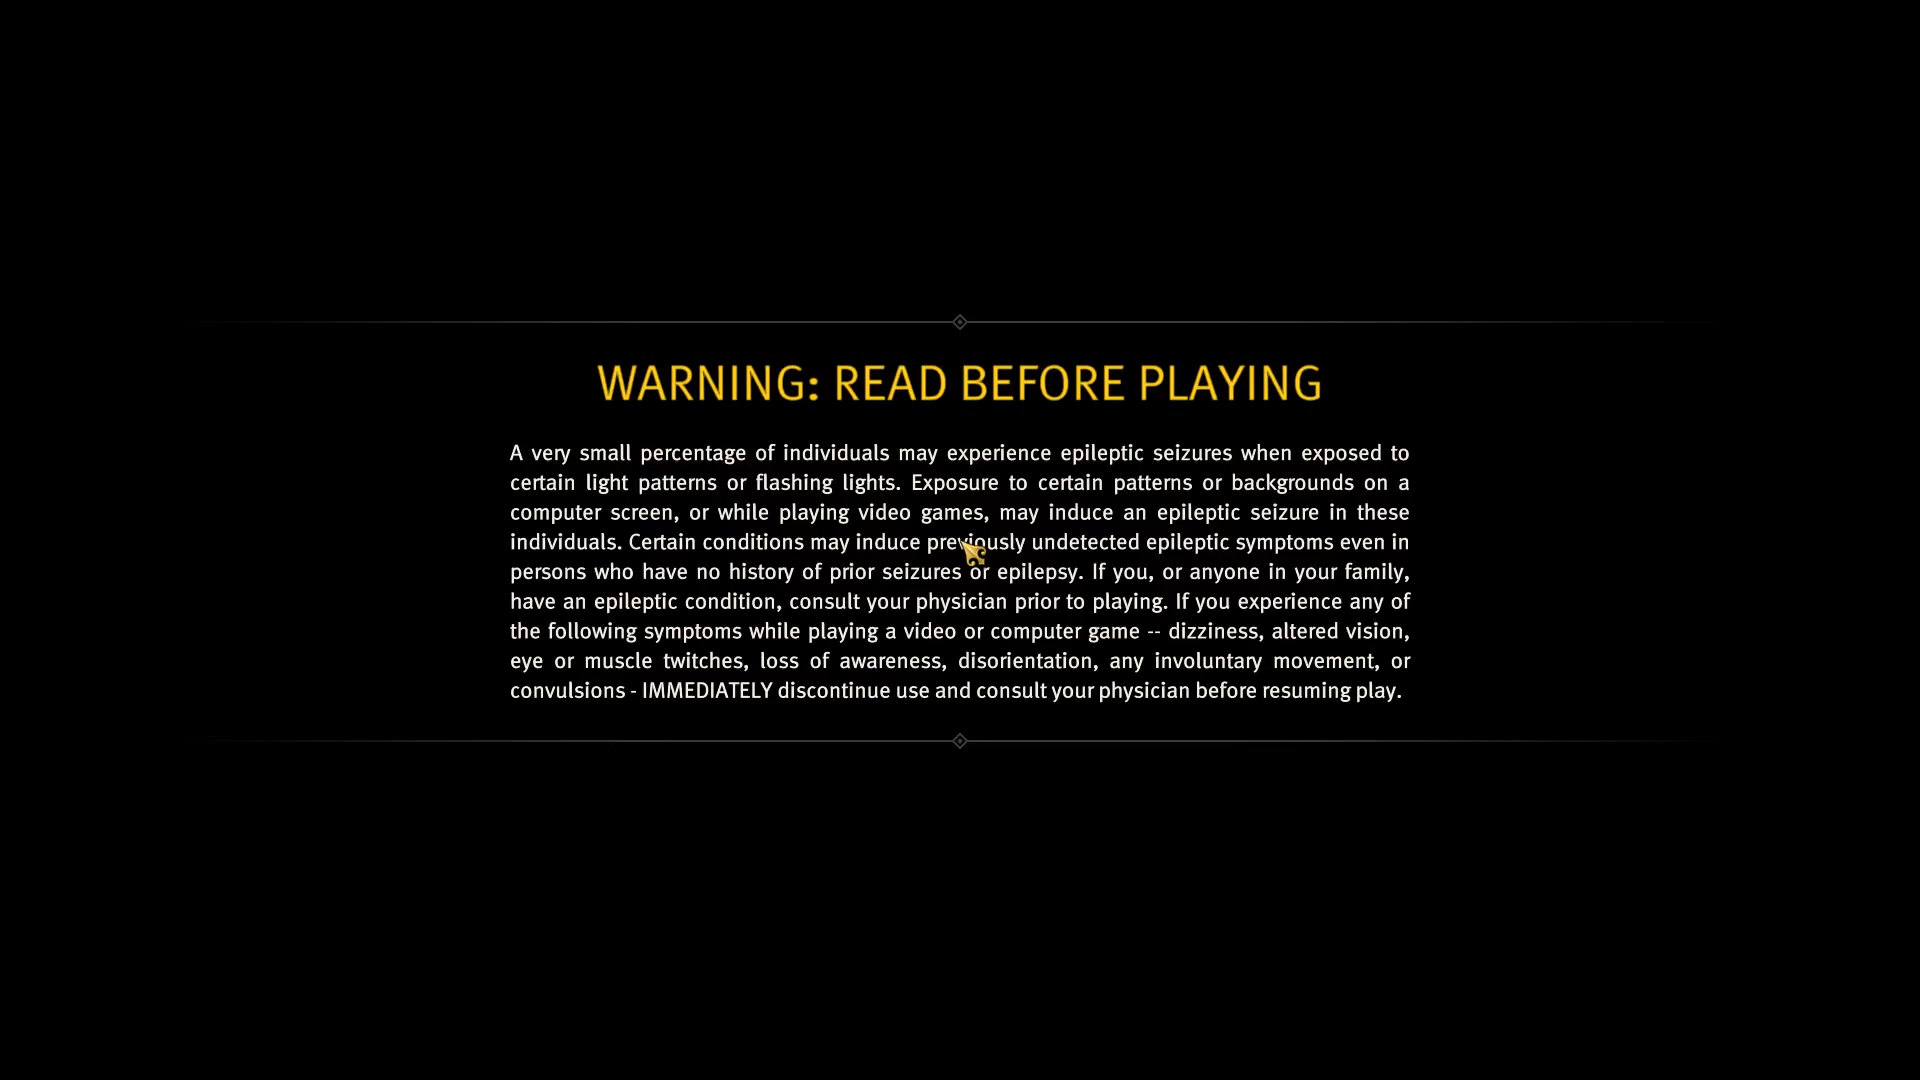 WARNING: READ BEFORE PLAYING
A very small percentage of individuals may experience epileptic seizures when exposed to
certain light patterns or flashing lights. Exposure to certain patterns or backgrounds on a
computer screen, or while playing video games, may induce an epileptic seizure in these
individuals. Certain conditions may induce previously undetected epileptic symptoms even in
persons who have no history of prior seizures or epilepsy. If you, or anyone in your family,
have an epileptic condition, consult your physician prior to playing. If you experience any of
the following symptoms while playing a video or computer game -- dizziness, altered vision,
eye or muscle twitches, loss of awareness, disorientation, any involuntary movement, or
convulsions - IMMEDIATELY discontinue use and consult your physician before resuming play.